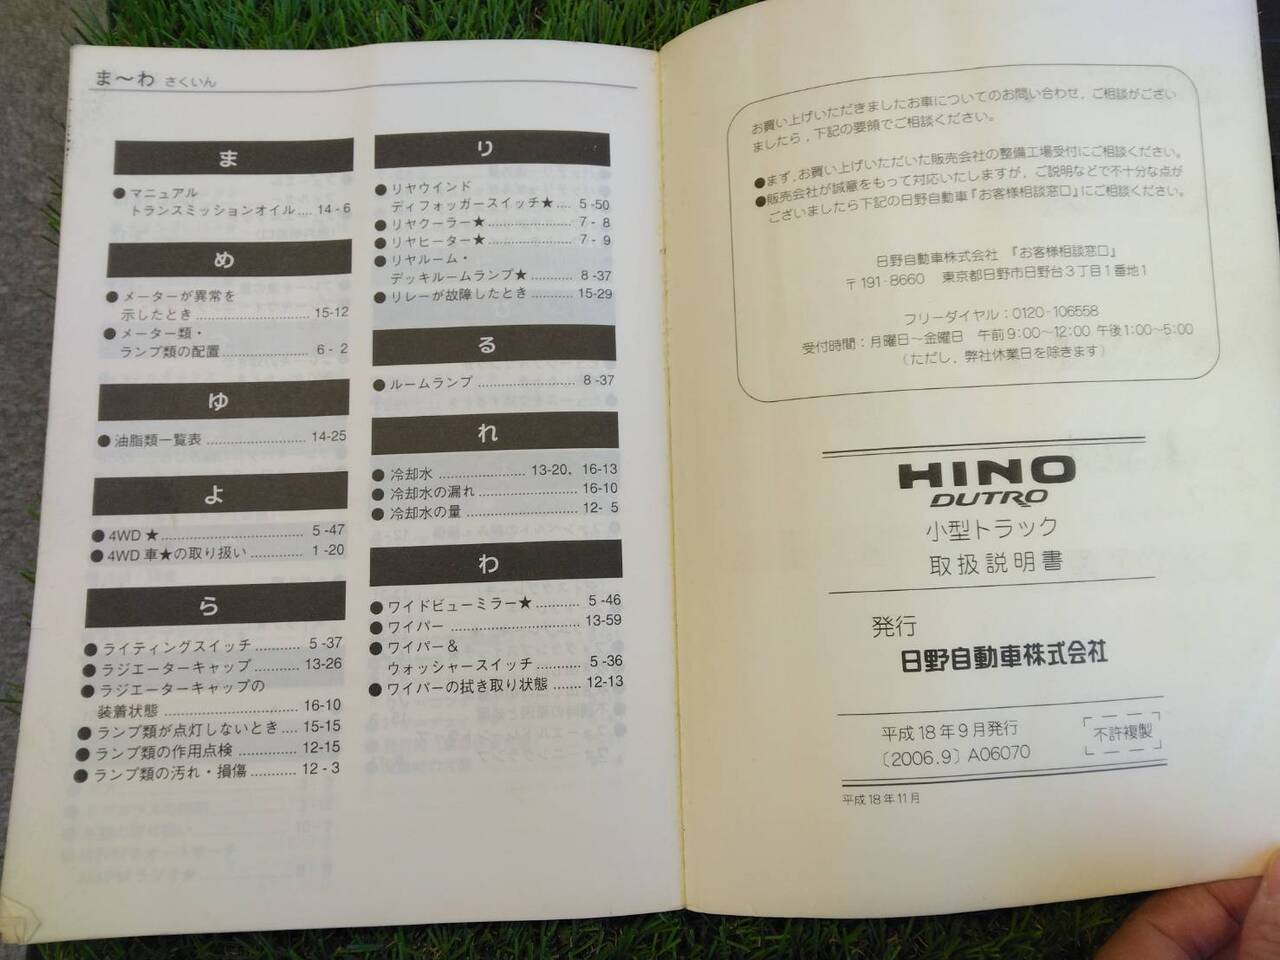 ま～わ さくいん
ま
●マニュアル
トランスミッションオイル.... 14-6
め
●メーターが異常を
示したとき ............................ 15-12
●メーター類・
ランプ類の配置 ...................... 6 - 2
ゆ
●油脂類一覧表 ........................ 14-25
よ
●4WD ★ .................................. 5 -47
●4WD 車★の取り扱い ............ 1 -20
ら
●ライティングスイッチ .......... 5 -37
●ラジエーターキャップ .......... 13-26
●ラジエーターキャップの
装着状態 ................................ 16-10
●ランプ類が点灯しないとき .... 15-15
●ランプ類の作用点検 .............. 12-15
●ランプ類の汚れ・損傷 ........... 12 - 3
り
●リヤウインド
ディフォッガースイッチ★ .... 5 -50
●リヤクーラー★ ...................... 7 - 8
●リヤヒーター★ ...................... 7 - 9
●リヤルーム・
デッキルームランプ★ ........... 8 -37
●リレーが故障したとき .......... 15-29
る
●ルームランプ ........................ 8 -37
れ
●冷却水 ...................... 13-20，16-13
●冷却水の漏れ ........................ 16-10
●冷却水の量 ............................ 12- 5
わ
●ワイドビューミラー★ ........... 5 -46
●ワイパー ................................ 13-59
●ワイパー＆
ウォッシャースイッチ ........... 5 -36
●ワイパーの拭き取り状態 ....... 12-13
お買い上げいただきましたお車についてのお問い合わせ，ご相談がござい
ましたら，下記の要領でご相談ください。
●まず，お買い上げいただいた販売会社の整備工場受付にご相談ください。
●販売会社が誠意をもって対応いたしますが，ご説明などで不十分な点が
ございましたら下記の日野自動車『お客様相談窓口』にご相談ください。
日野自動車株式会社 『お客様相談窓口』
〒191-8660 東京都日野市日野台3丁目1番地1
フリーダイヤル：0120-106558
受付時間：月曜日～金曜日 午前9:00～12:00 午後1:00～5:00
（ただし，弊社休業日を除きます）
HINO
DUTRO
小型トラック
取扱説明書
発行
日野自動車株式会社
平成18年9月発行
〔2006.9〕A06070
不許複製
平成18年11月